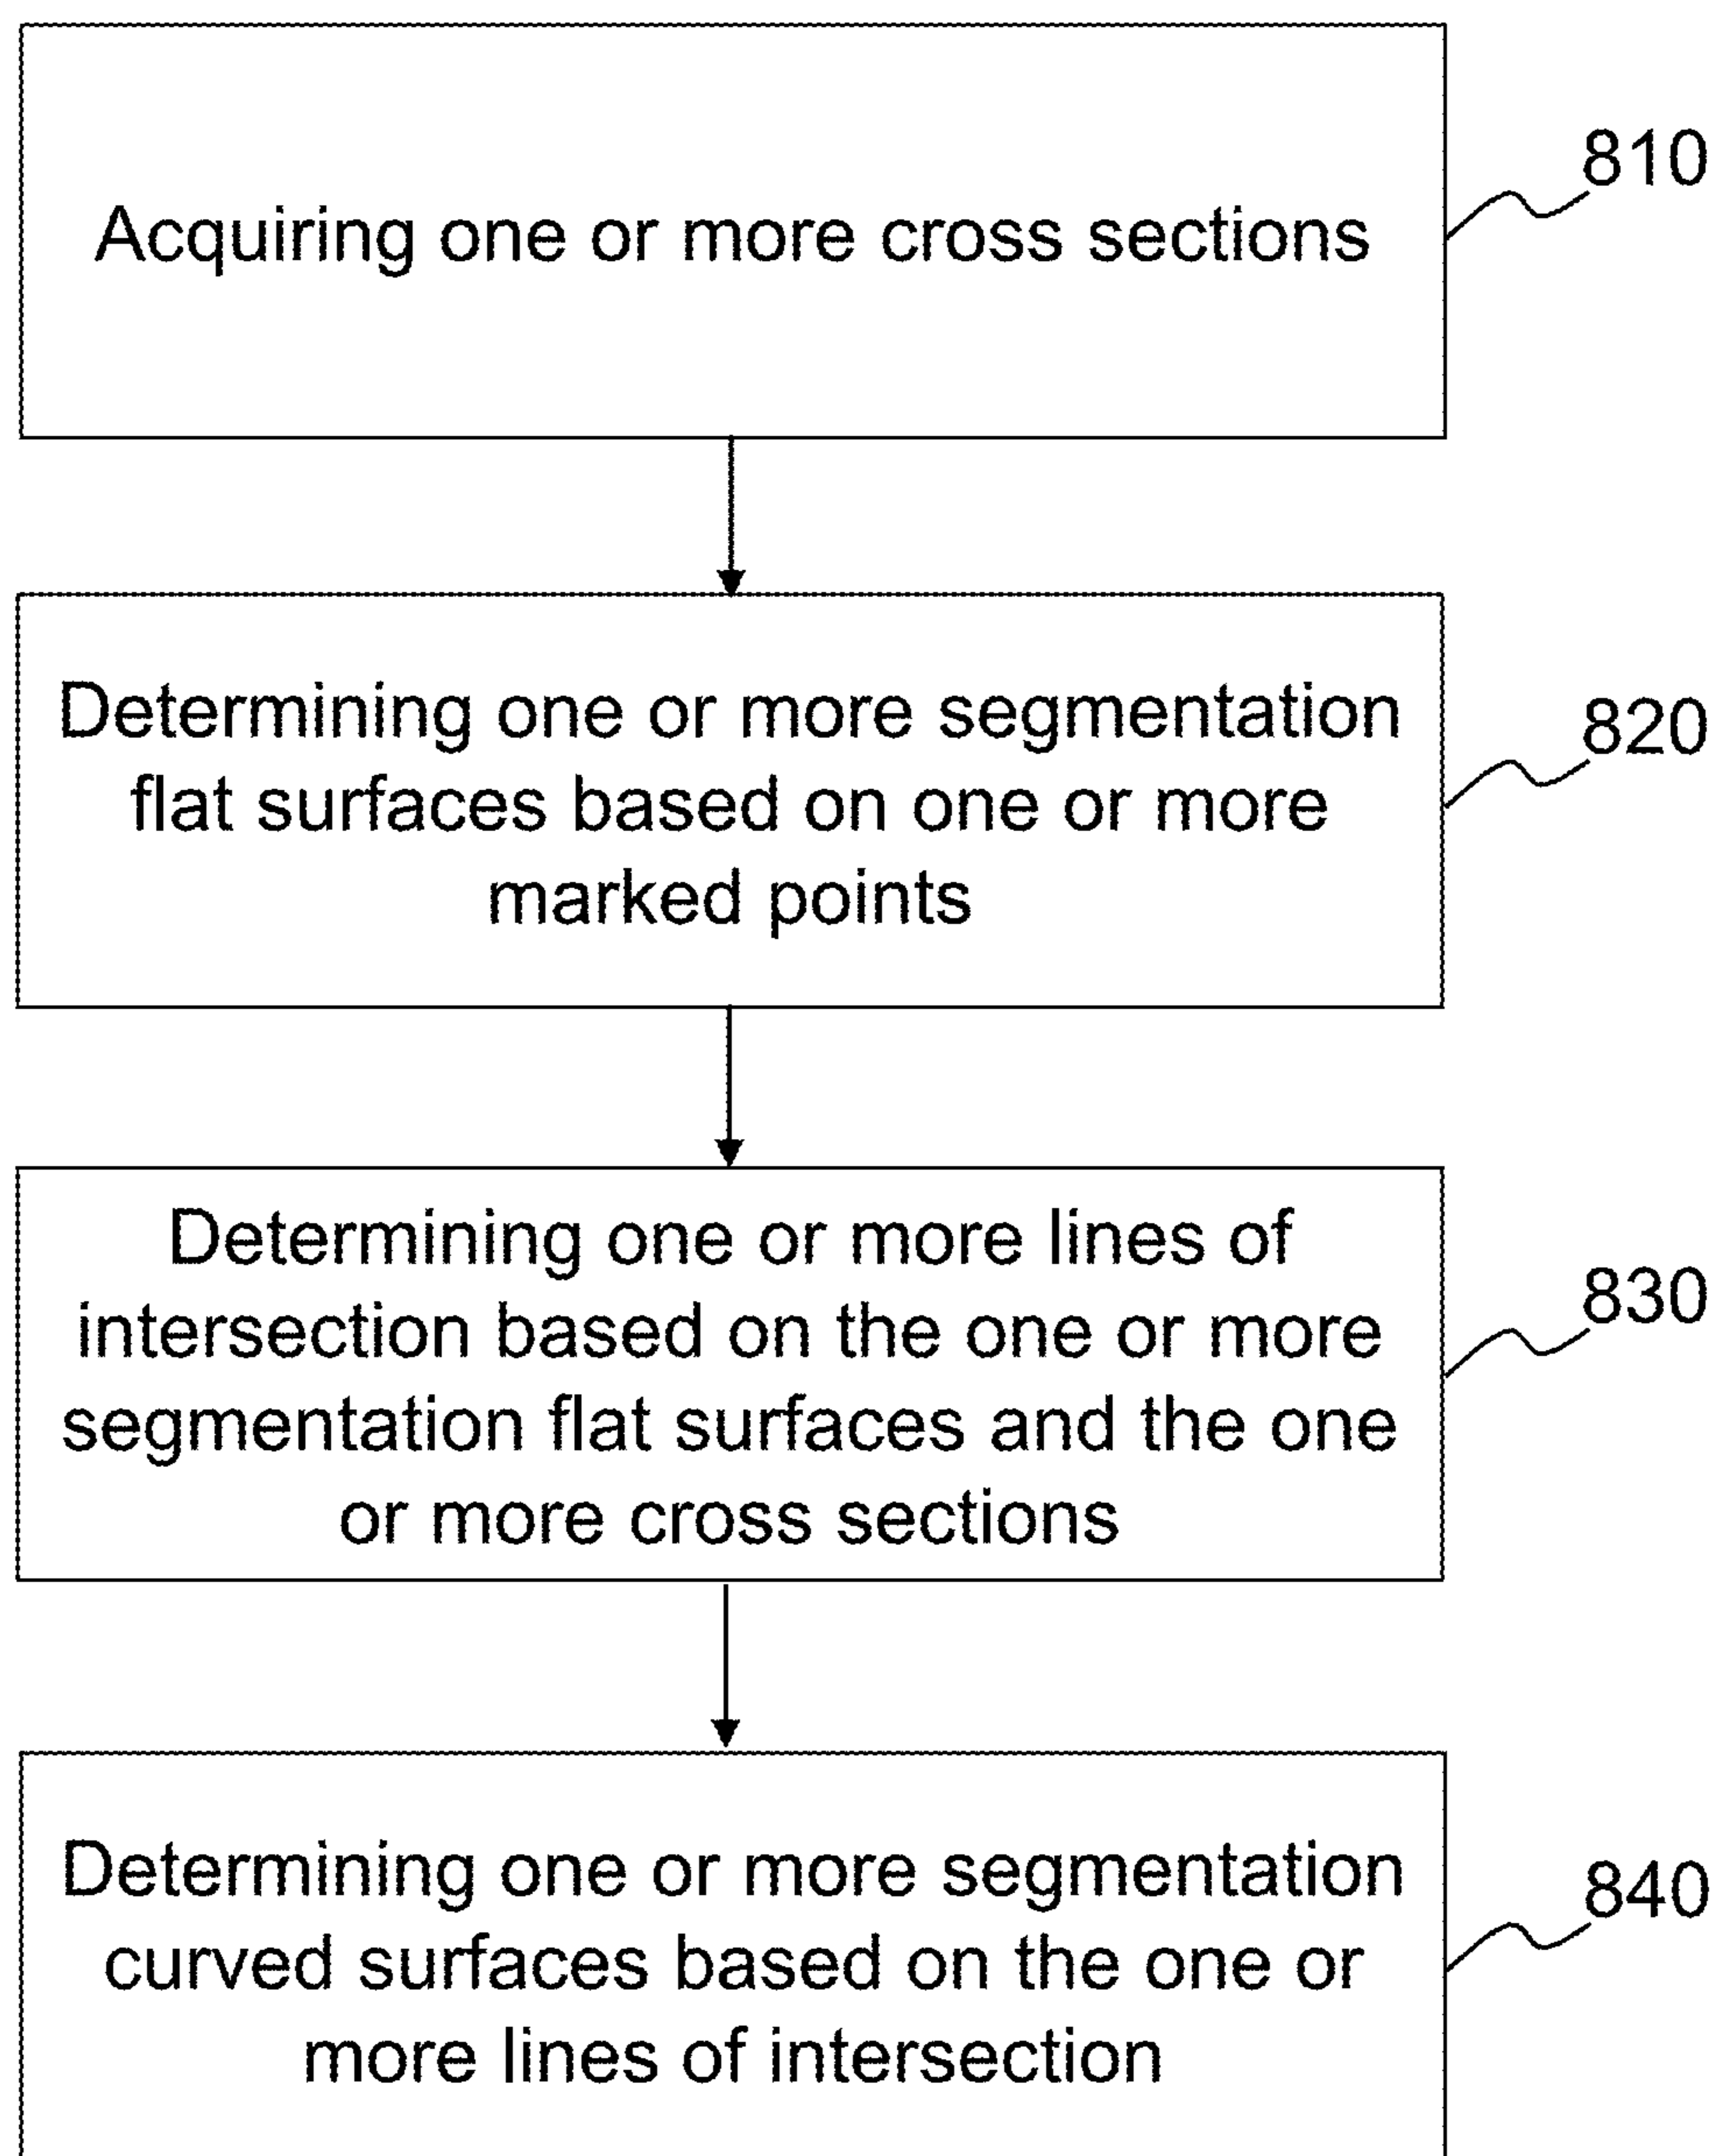 Acquiring one or more cross sections
810
Determining one or more segmentation
flat surfaces based on one or more
marked points
820
Determining one or more lines of
intersection based on the one or more
segmentation flat surfaces and the one
or more cross sections
830
Determining one or more segmentation
curved surfaces based on the one or
more lines of intersection
840